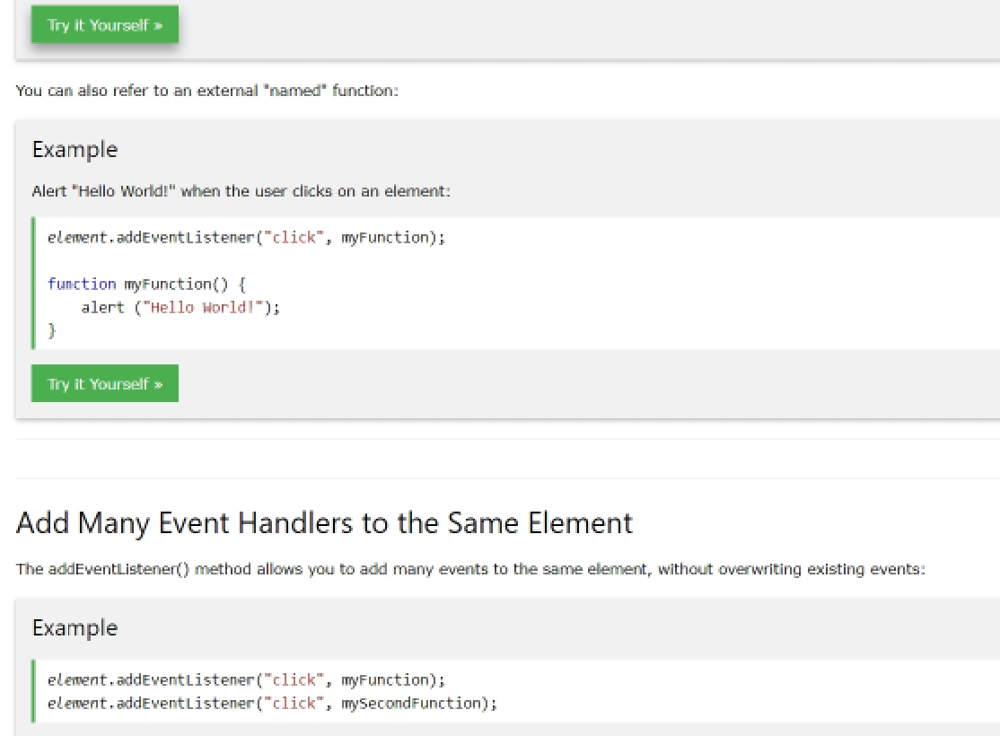 Try it Yourself »
You can also refer to an external "named" function:
Example
Alert "Hello World!" when the user clicks on an element:
element.addEventListener("click", myFunction);
function myFunction() {
    alert ("Hello World!");
}
Try it Yourself »
Add Many Event Handlers to the Same Element
The addEventListener() method allows you to add many events to the same element, without overwriting existing events:
Example
element.addEventListener("click", myFunction);
element.addEventListener("click", mySecondFunction);